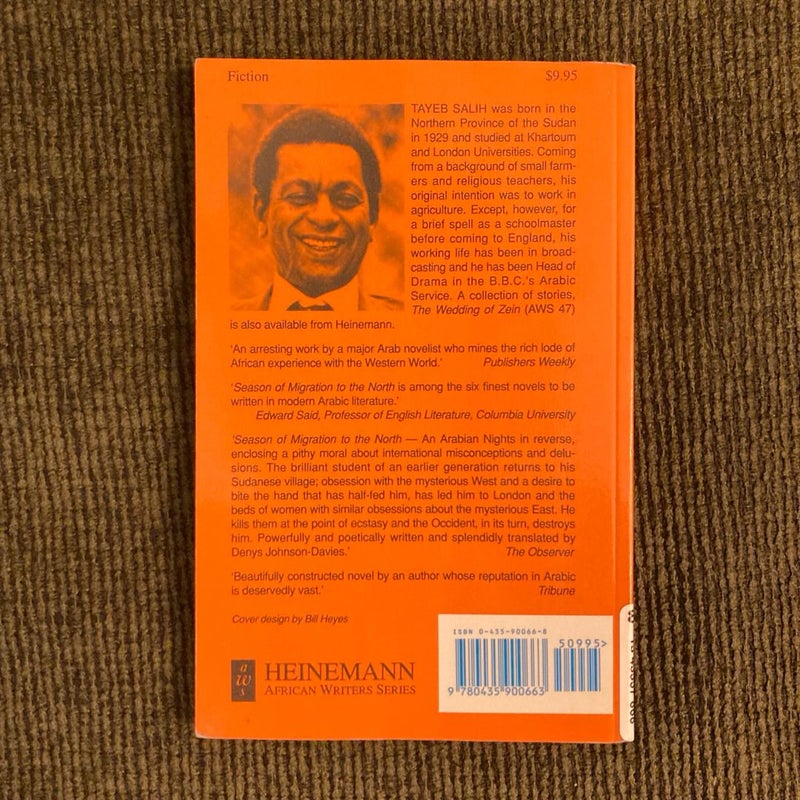 Fiction $9.95
TAYEB SALIH was born in the
Northern Province of the Sudan
in 1929 and studied at Khartoum
and London Universities. Coming
from a background of small farm-
ers and religious teachers, his
original intention was to work in
agriculture. Except, however, for
a brief spell as a schoolmaster
before coming to England, his
working life has been in broad-
casting and he has been Head of
Drama in the B.B.C.'s Arabic
Service. A collection of stories,
The Wedding of Zein (AWS 47)
is also available from Heinemann.
'An arresting work by a major Arab novelist who mines the rich lode of
African experience with the Western World.' Publishers Weekly
'Season of Migration to the North is among the six finest novels to be
written in modern Arabic literature.'
Edward Said, Professor of English Literature, Columbia University
'Season of Migration to the North — An Arabian Nights in reverse,
enclosing a pithy moral about international misconceptions and delu-
sions. The brilliant student of an earlier generation returns to his
Sudanese village; obsession with the mysterious West and a desire to
bite the hand that has half-fed him, has led him to London and the
beds of women with similar obsessions about the mysterious East. He
kills them at the point of ecstasy and the Occident, in its turn, destroys
him. Powerfully and poetically written and splendidly translated by
Denys Johnson-Davies.' The Observer
'Beautifully constructed novel by an author whose reputation in Arabic
is deservedly vast.' Tribune
Cover design by Bill Heyes
a
w
s
HEINEMANN
AFRICAN WRITERS SERIES
ISBN 0-435-90066-8
50995>
9 780435 900663